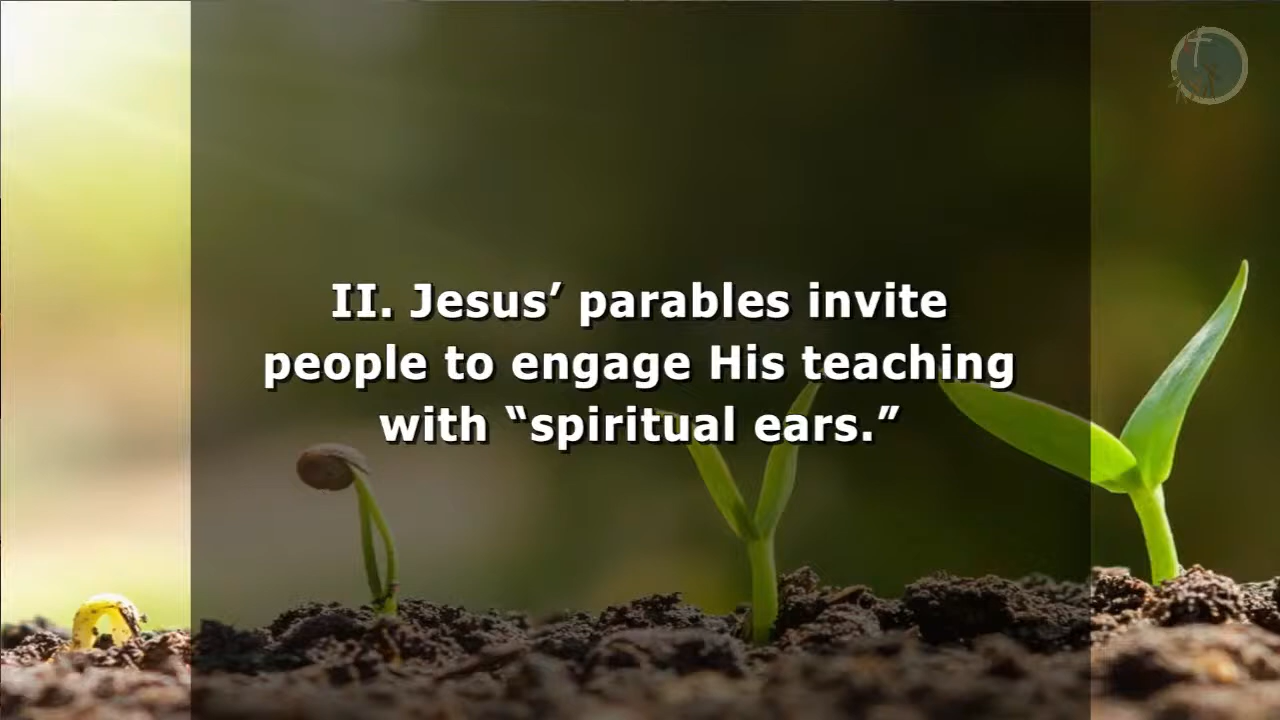 II. Jesus’ parables invite
people to engage His teaching
with “spiritual ears.”